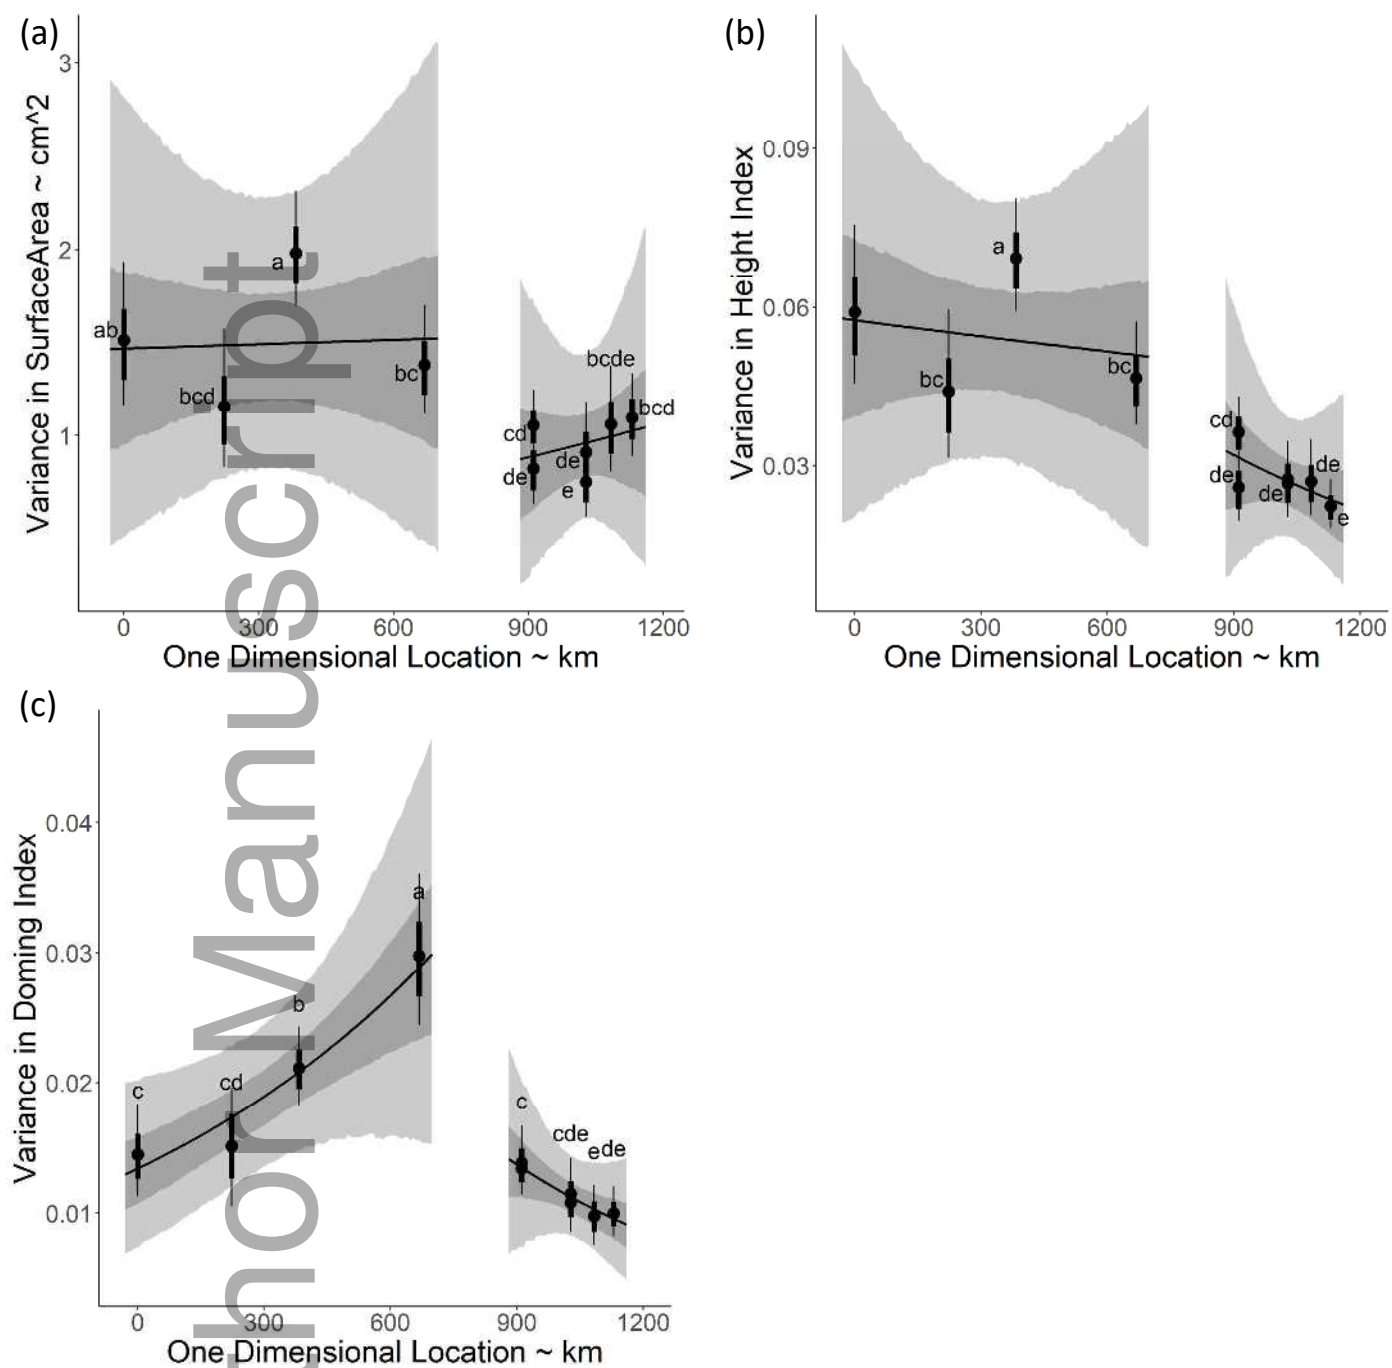 (a)
Variance in SurfaceArea ~ cm^2
3
2
1
ab
bcd
a
bc
cd
de
de
e
bcde
bcd
0 300 600 900 1200
One Dimensional Location ~ km
(b)
Variance in Height Index
0.09
0.06
0.03
a
bc
bc
cd
de
de
de
e
0 300 600 900 1200
One Dimensional Location ~ km
(c)
Variance in Doming Index
0.04
0.03
0.02
0.01
c
cd
b
a
c
cde
e
de
0 300 600 900 1200
One Dimensional Location ~ km
Manuscript